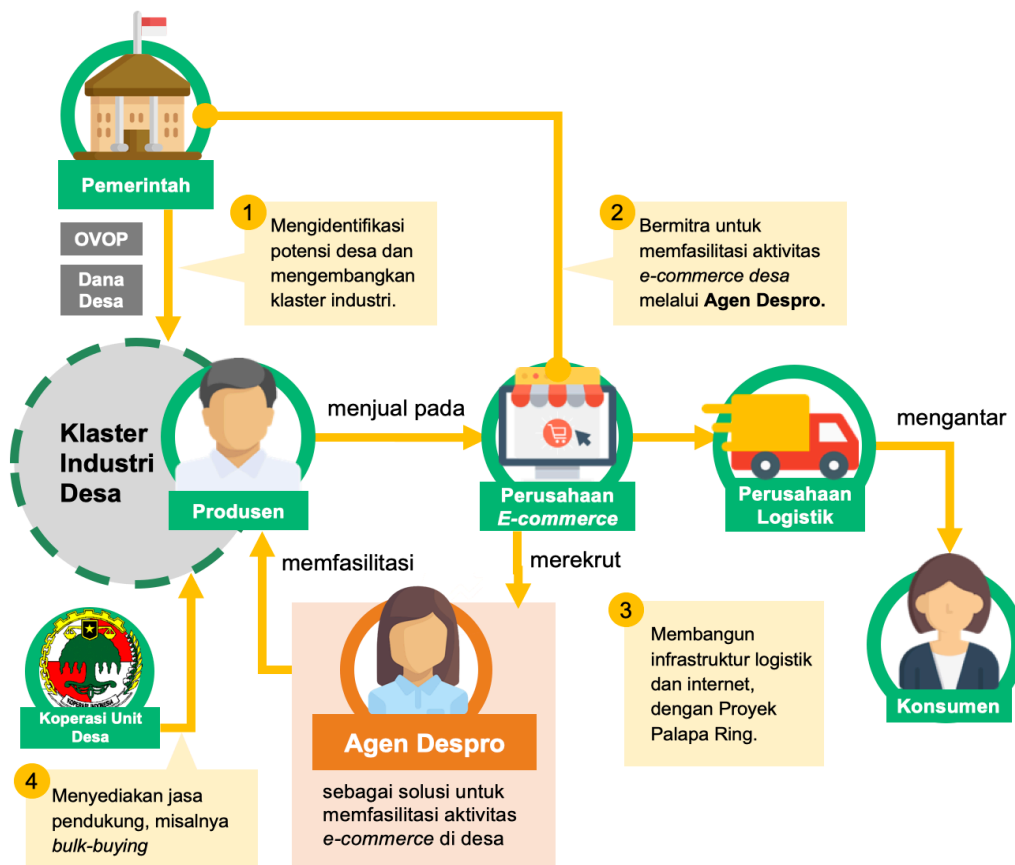 Pemerintah
OVOP
Dana
Desa
1
Mengidentifikasi
potensi desa dan
mengembangkan
klaster industri.
2
Bermitra untuk
memfasilitasi aktivitas
e-commerce desa
melalui Agen Despro.
Klaster
Industri
Desa
Produsen
menjual pada
Perusahaan
E-commerce
Perusahaan
Logistik
mengantar
Konsumen
memfasilitasi
merekrut
3
Membangun
infrastruktur logistik
dan internet,
dengan Proyek
Palapa Ring.
KOPERASI INDONESIA
Koperasi Unit
Desa
4
Menyediakan jasa
pendukung, misalnya
bulk-buying
Agen Despro
sebagai solusi untuk
memfasilitasi aktivitas
e-commerce di desa